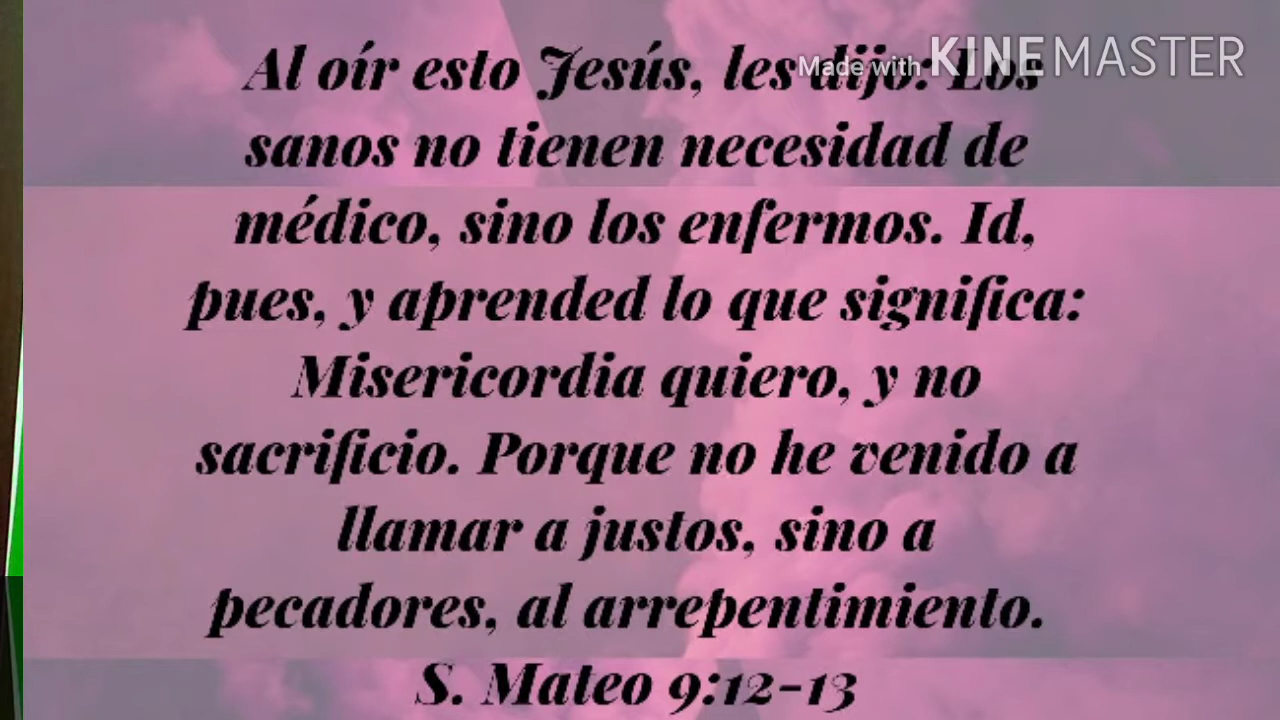 Made with KINEMASTER
Al oír esto Jesús, les dijo: Los
sanos no tienen necesidad de
médico, sino los enfermos. Id,
pues, y aprended lo que significa:
Misericordia quiero, y no
sacrificio. Porque no he venido a
llamar a justos, sino a
pecadores, al arrepentimiento.
S. Mateo 9:12-13